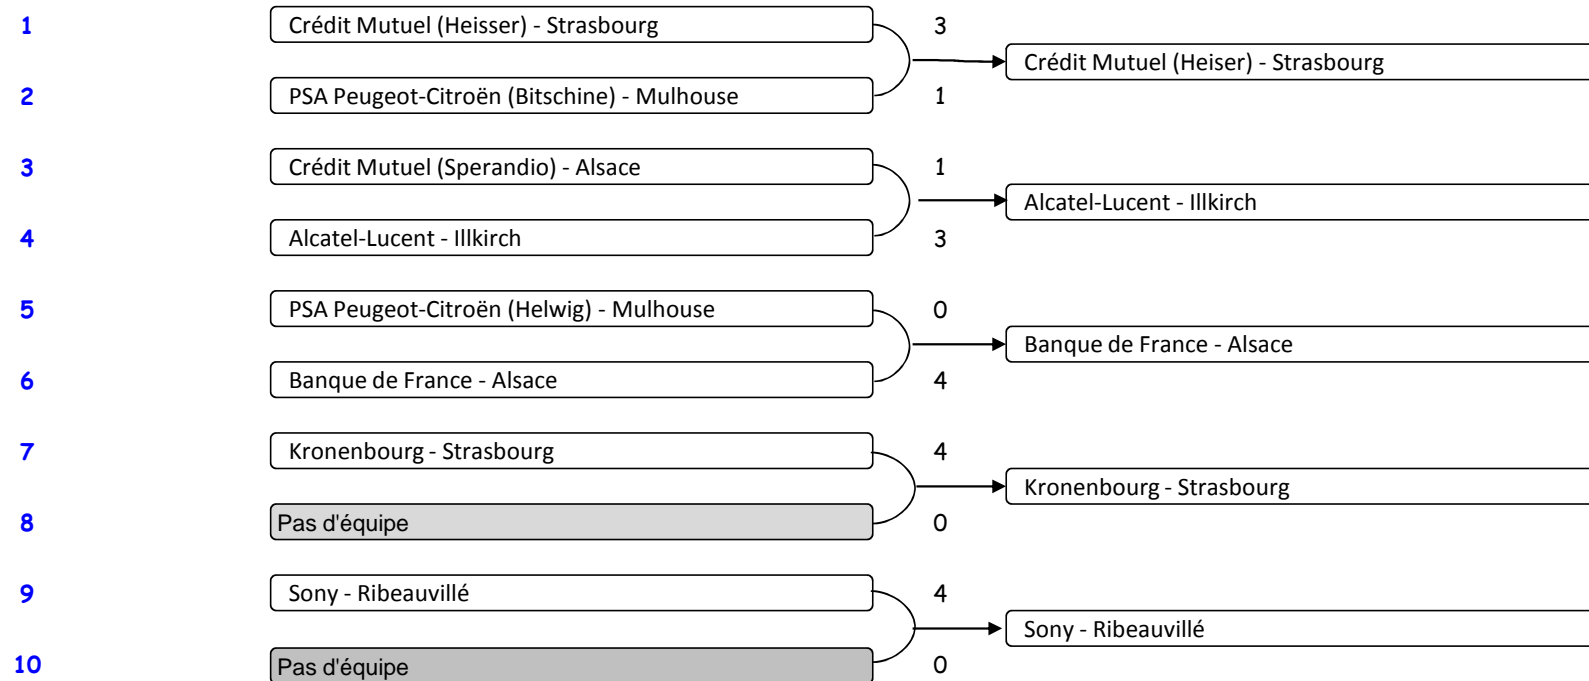 1 Crédit Mutuel (Heisser) - Strasbourg 3
Crédit Mutuel (Heiser) - Strasbourg
2 PSA Peugeot-Citroën (Bitschine) - Mulhouse 1
3 Crédit Mutuel (Sperandio) - Alsace 1
Alcatel-Lucent - Illkirch
4 Alcatel-Lucent - Illkirch 3
5 PSA Peugeot-Citroën (Helwig) - Mulhouse 0
Banque de France - Alsace
6 Banque de France - Alsace 4
7 Kronenbourg - Strasbourg 4
Kronenbourg - Strasbourg
8 Pas d'équipe 0
9 Sony - Ribeauvillé 4
Sony - Ribeauvillé
10 Pas d'équipe 0